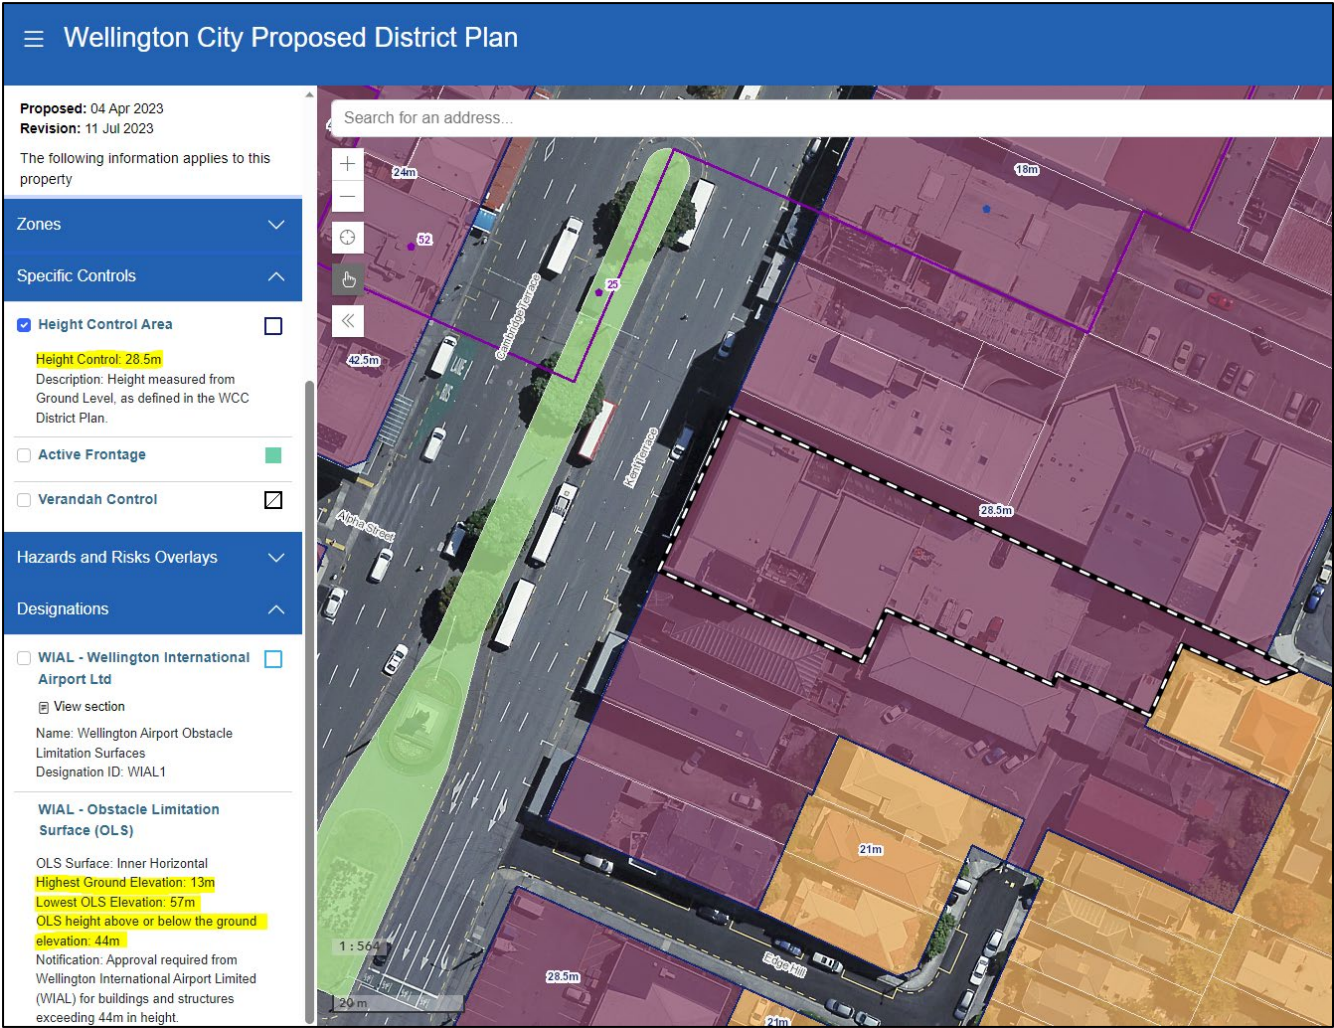 Wellington City Proposed District Plan
Proposed: 04 Apr 2023
Revision: 11 Jul 2023
The following information applies to this
property
Zones
Specific Controls
Height Control Area
Height Control: 28.5m
Description: Height measured from
Ground Level, as defined in the WCC
District Plan.
Active Frontage
Verandah Control
Hazards and Risks Overlays
Designations
WIAL - Wellington International
Airport Ltd
View section
Name: Wellington Airport Obstacle
Limitation Surfaces
Designation ID: WIAL1
WIAL - Obstacle Limitation
Surface (OLS)
OLS Surface: Inner Horizontal
Highest Ground Elevation: 13m
Lowest OLS Elevation: 57m
OLS height above or below the ground
elevation: 44m
Notification: Approval required from
Wellington International Airport Limited
(WIAL) for buildings and structures
exceeding 44m in height.
Search for an address...
24m
18m
52
25
Cambridge Terrace
42.5m
Kent Terrace
28.5m
Alpha Street
21m
1 : 564
Edge Hill
28.5m
20 m
21m